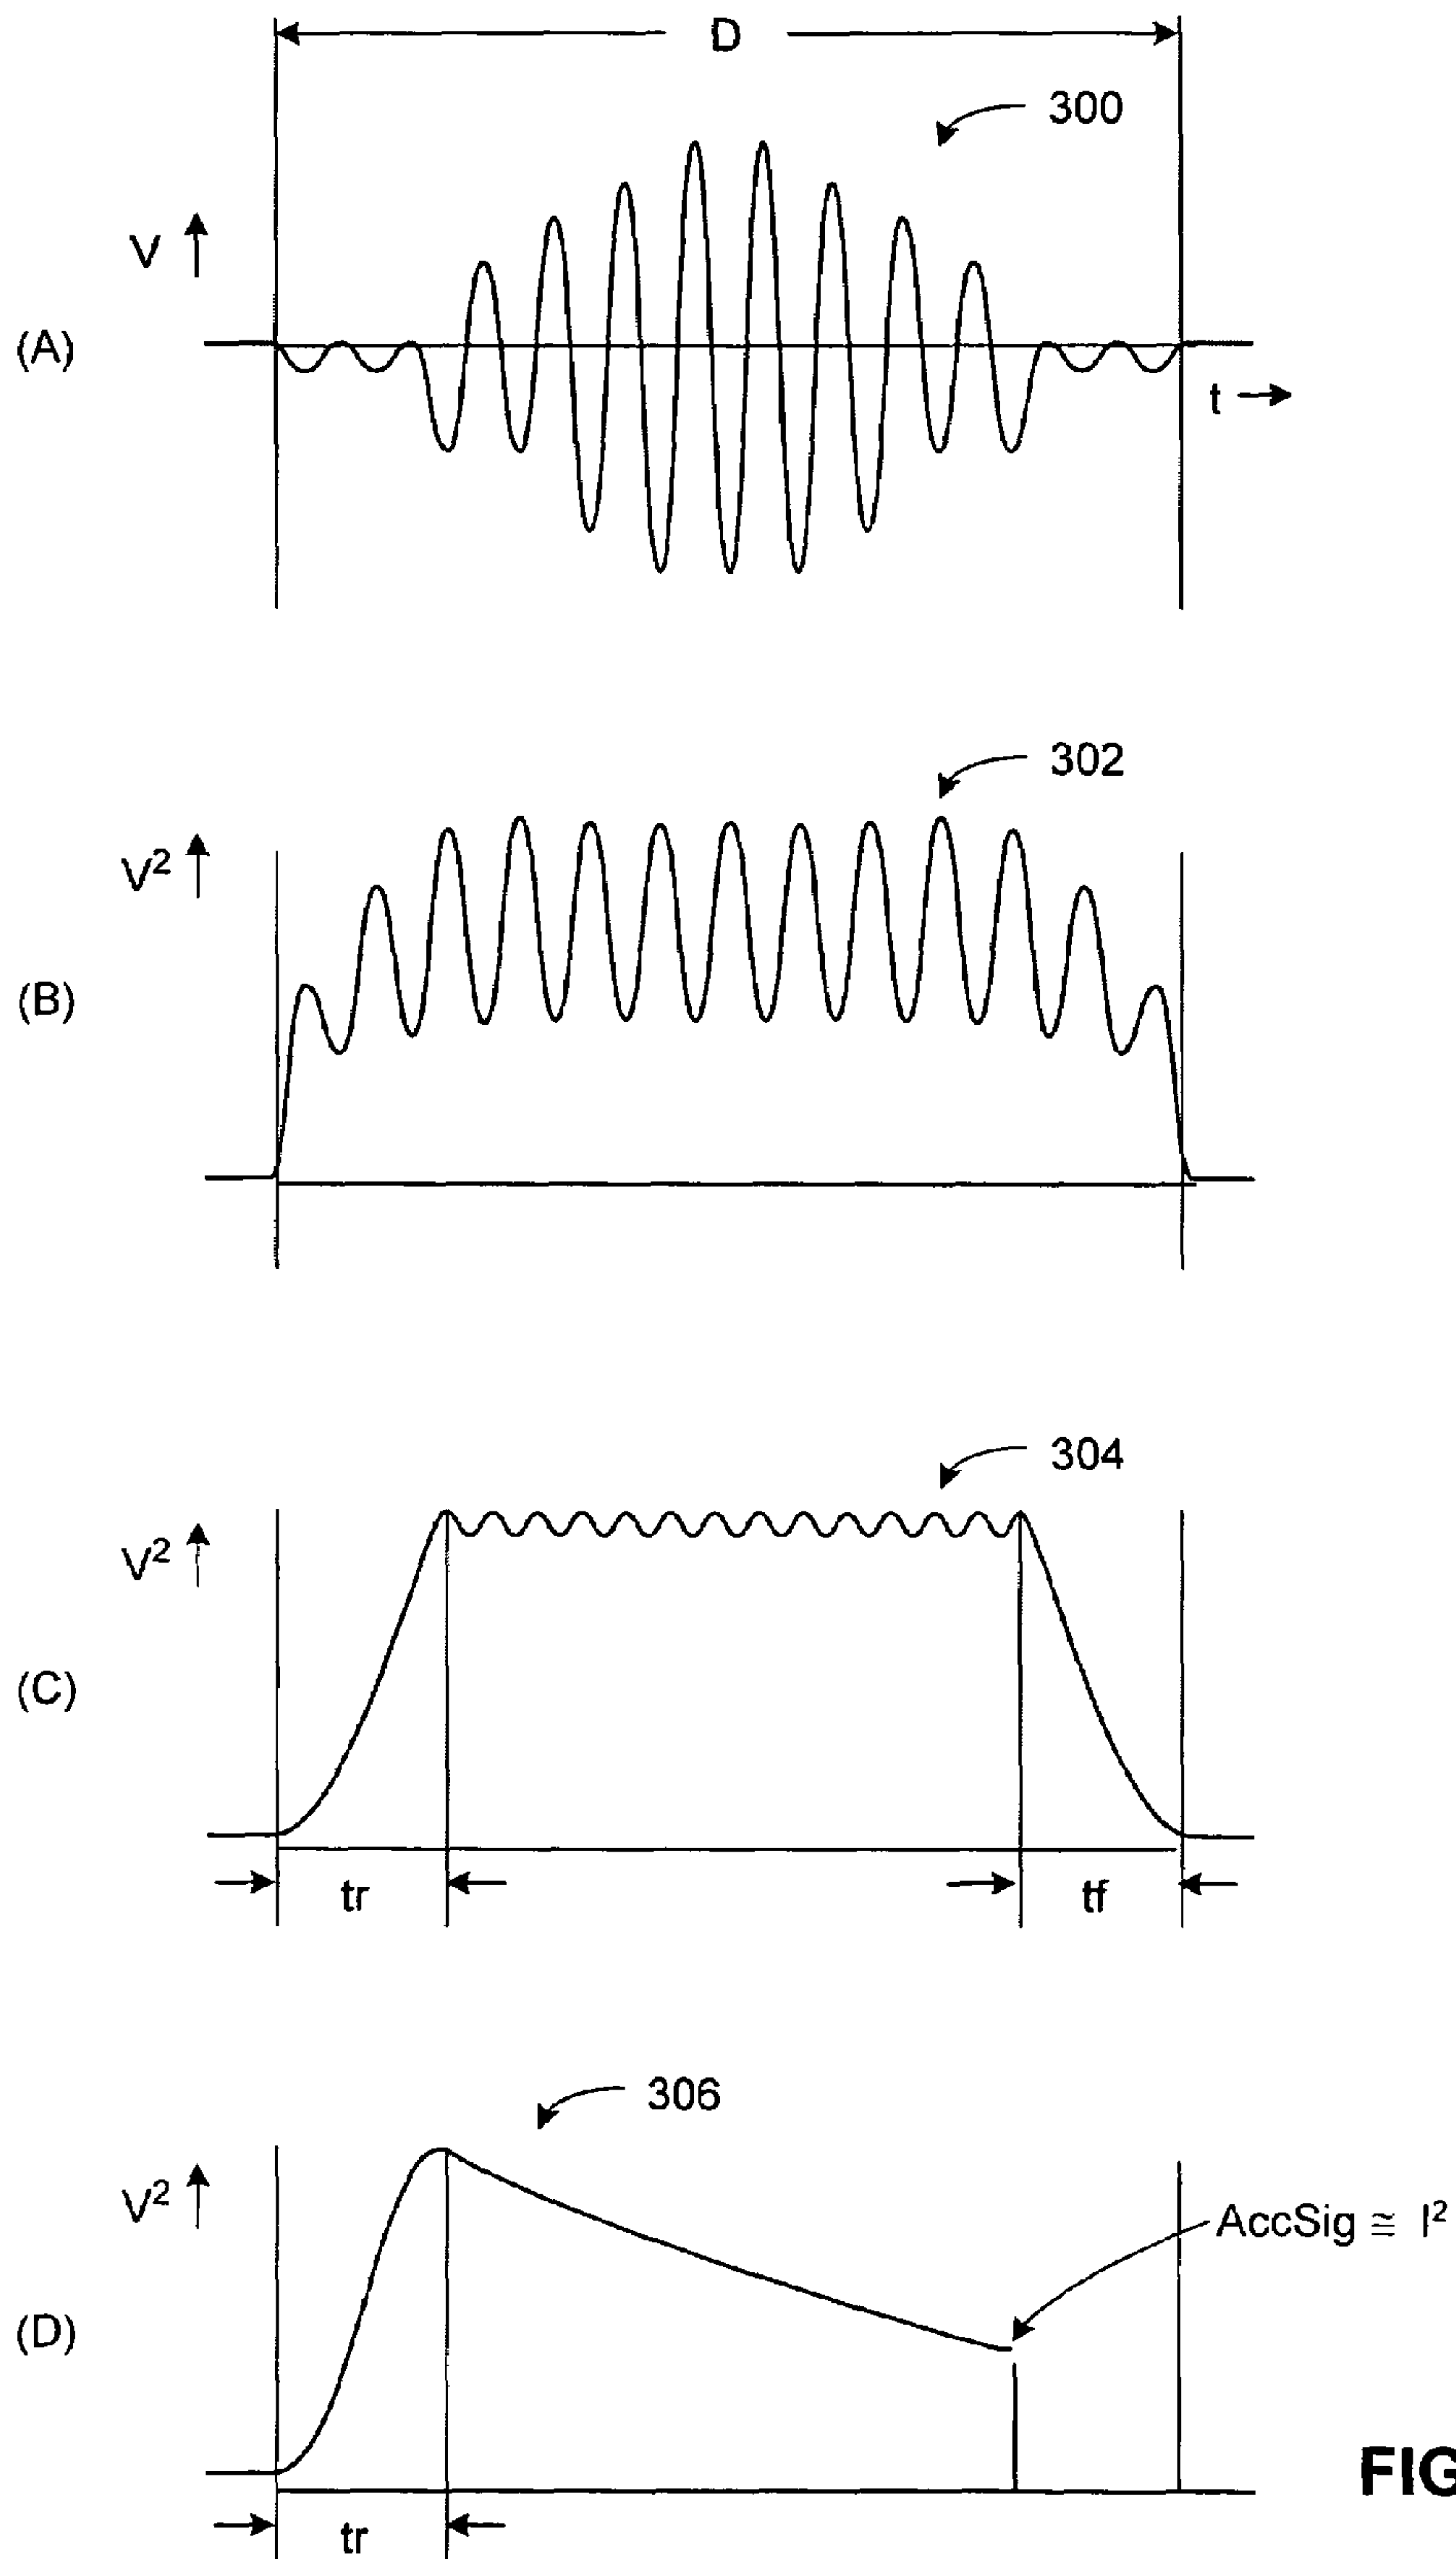 D
300
V
(A)
t
302
V²
(B)
304
V²
(C)
tr
tf
306
V²
AccSig ≅ I²
(D)
FIG
tr